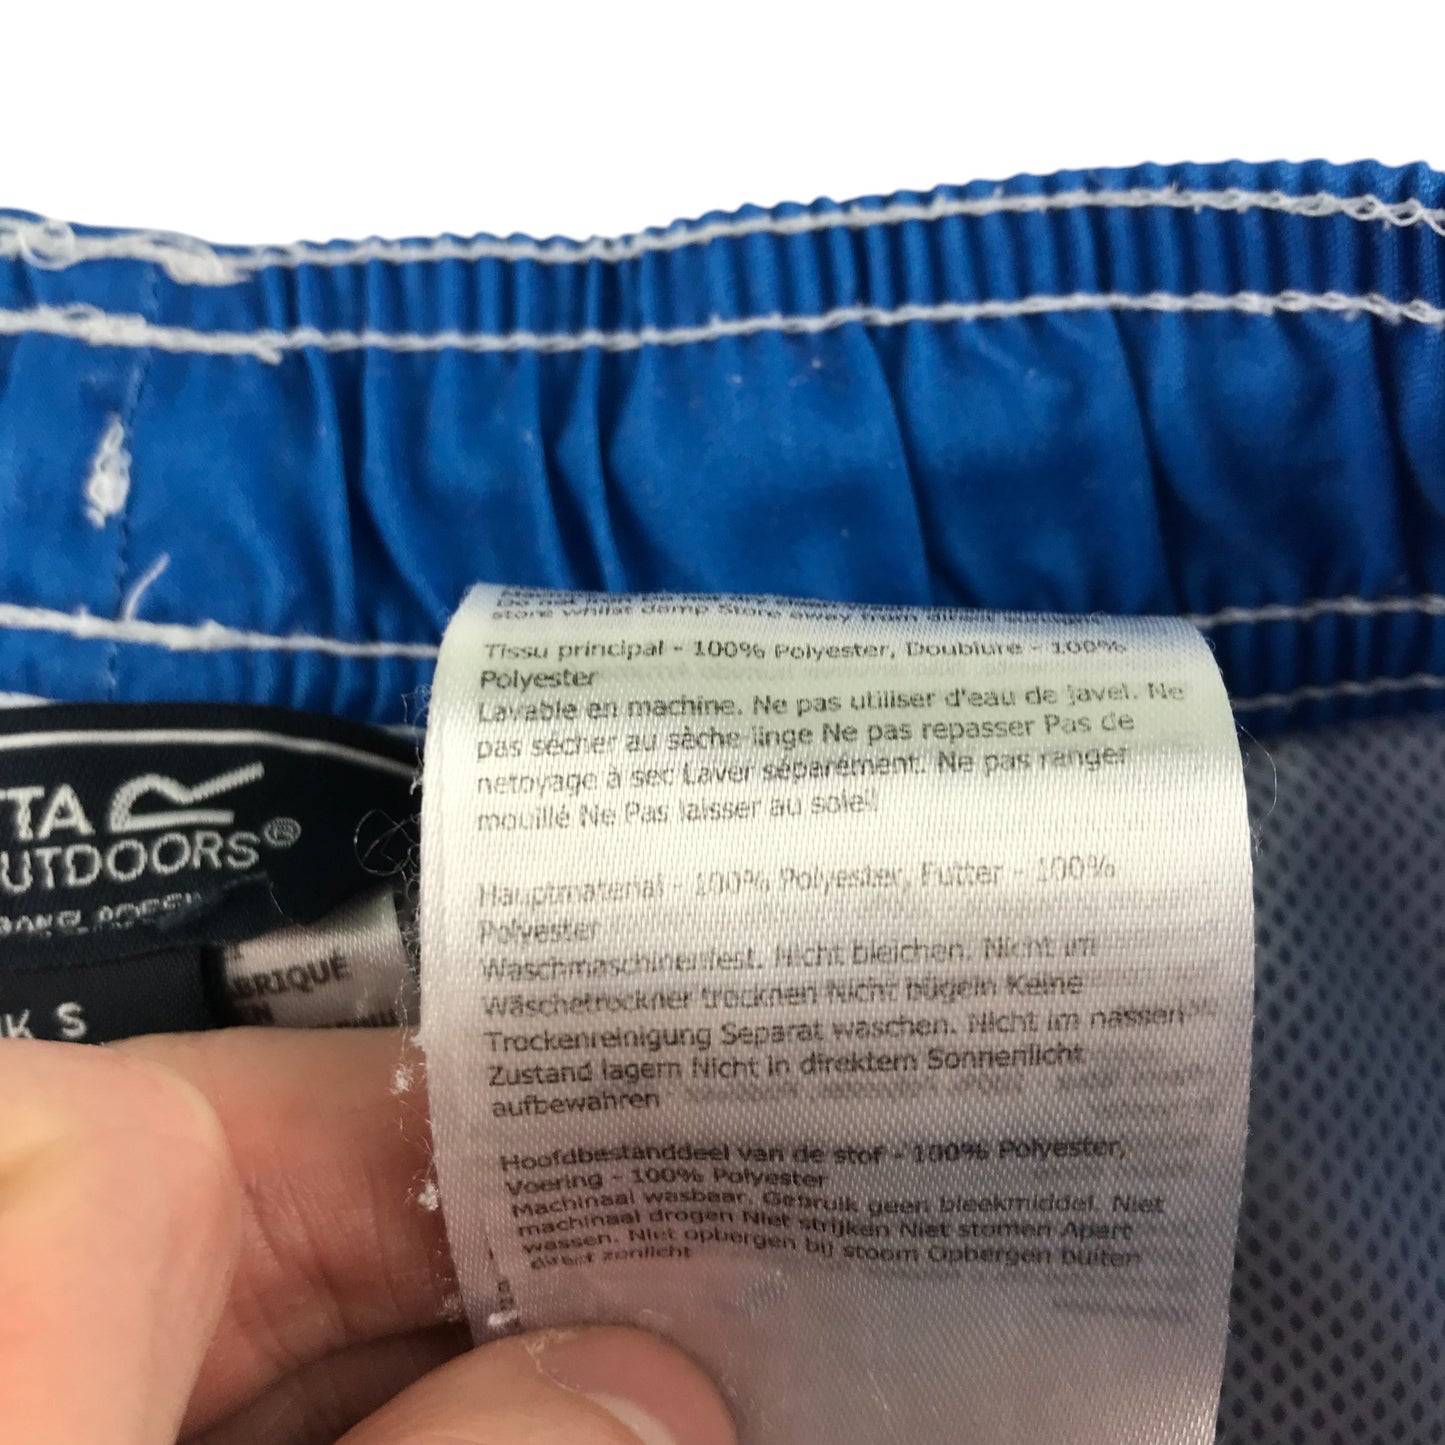 TTA
UTDOORS®
UK S
BRIQUÉ
EN
store whilst damp Store away from direct sunlight
Tissu principal - 100% Polyester, Doublure - 100%
Polyester
Lavable en machine. Ne pas utiliser d'eau de javel. Ne
pas sécher au sèche linge Ne pas repasser Pas de
netoyage à sec Laver séparément. Ne pas ranger
mouillé Ne Pas laisser au soleil
Hauptmaterial - 100% Polyester, Futter - 100%
Polyester
Waschmaschinenfest. Nicht bleichen. Nicht im
Wäschetrockner trocknen Nicht bügeln Keine
Trockenreinigung Separat waschen. Nicht im nassen
Zustand lagern Nicht in direktem Sonnenlicht
aufbewahren
Hoofdbestanddeel van de stof - 100% Polyester,
Voering - 100% Polyester
Machinaal wasbaar. Gebruik geen bleekmiddel. Niet
machinaal drogen Niet strijken Niet stomen Apart
wassen. Niet opbergen bij stoom Opbergen buiten
direct zonlicht